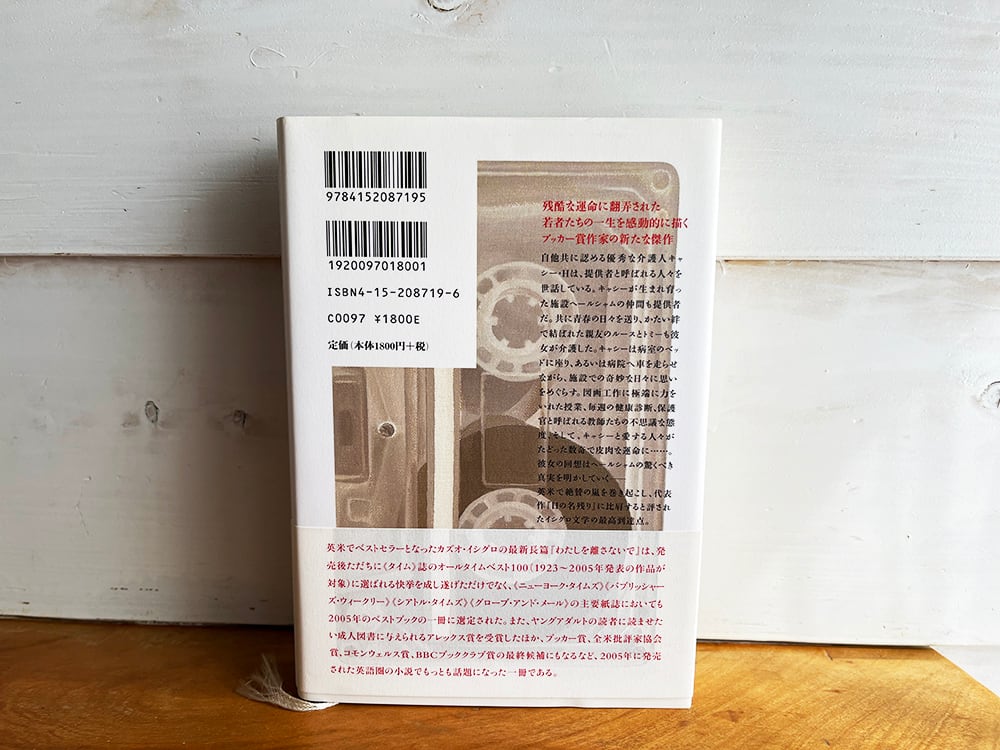 9784152087195
1920097018001
ISBN4-15-208719-6
C0097 ¥1800E
定価(本体1800円+税)
残酷な運命に翻弄された
若者たちの一生を感動的に描く
ブッカー賞作家の新たな傑作
自他共に認める優秀な介護人キャ
シー・Hは、提供者と呼ばれる人々を
世話している。キャシーが生まれ育っ
た施設ヘールシャムの仲間も提供者
だ。共に青春の日々を送り、かたい絆
で結ばれた親友のルースとトミーも彼
女が介護した。キャシーは病室のベッ
ドに座り、あるいは病院へ車を走らせ
ながら、施設での奇妙な日々に思い
をめぐらす。図画工作に極端に力を
いれた授業、毎週の健康診断、保護
官と呼ばれる教師たちの不思議な態
度、そして、キャシーと愛する人々が
たどった数奇で皮肉な運命に……。
彼女の回想はヘールシャムの驚くべき
真実を明かしていく――
英米で絶賛の嵐を巻き起こし、代表
作『日の名残り』に比肩すると評され
たイシグロ文学の最高到達点。
英米でベストセラーとなったカズオ・イシグロの最新長篇『わたしを離さないで』は、発
売後ただちに《タイム》誌のオールタイムベスト100(1923〜2005年発表の作品が
対象)に選ばれる快挙を成し遂げただけでなく、《ニューヨーク・タイムズ》《パブリッシャー
ズ・ウィークリー》《シアトル・タイムズ》《グローブ・アンド・メール》の主要紙誌においても
2005年のベストブックの一冊に選定された。また、ヤングアダルトの読者に読ませた
い成人図書に与えられるアレックス賞を受賞したほか、ブッカー賞、全米批評家協会
賞、コモンウェルス賞、BBCブッククラブ賞の最終候補にもなるなど、2005年に発売
された英語圏の小説でもっとも話題になった一冊である。